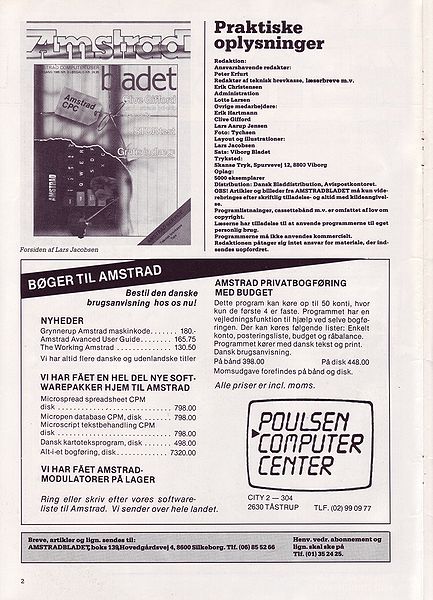 Amstrad
bladet
Amstrad
CPC
Clive Gifford
AMSTRAD
Forsiden af Lars Jacobsen
Praktiske
oplysninger
Redaktion:
Ansvarshavende redaktør:
Peter Erfurt
Redaktør af teknisk brevkasse, læserbreve m.v.
Erik Christensen
Administration
Lotte Larsen
Øvrige medarbejdere:
Erik Hartmann
Clive Gifford
Lars Aarup Jensen
Foto: Tychsen
Layout og illustrationer:
Lars Jacobsen
Sats: Viborg Bladet
Tryksted:
Skansø Tryk, Spurvevej 12, 8800 Viborg
Oplag:
5000 eksemplarer
Distribution: Dansk Bladdistribution, Avispostkontoret.
OBS! Artikler og billeder fra AMSTRADBLADET må kun vide-
rebringes efter skriftlig tilladelse- og altid med kildeangivel-
se.
Programlistninger, cassettebånd m.v. er omfattet af lov om
copyright.
Læserne har tilladelse til at anvende programmerne til eget
personlig brug.
Programmerne må ikke anvendes kommercielt.
Redaktionen påtager sig intet ansvar for materiale, der ind-
sendes uopfordret.
BØGER TIL AMSTRAD
Bestil den danske
brugsanvisning hos os nu!
NYHEDER
Grynnerup Amstrad maskinkode....... 180.-
Amstrad Avanced User Guide........ 165.75
The Working Amstrad ............. 130.50
Vi har altid flere danske og udenlandske titler
VI HAR FÅET EN HEL DEL NYE SOFT-
WAREPAKKER HJEM TIL AMSTRAD
Microspread spreadsheet CPM
disk ............................ 798.00
Micropen database CPM, disk ....... 798.00
Microscript tekstbehandling CPM
disk ............................ 798.00
Dansk kartoteksprogram, disk....... 498.00
Alt-i-et bogføring, disk............. 7320.00
VI HAR FÅET AMSTRAD-
MODULATORER PÅ LAGER
Ring eller skriv efter vores software-
liste til Amstrad. Vi sender over hele landet.
AMSTRAD PRIVATBOGFØRING
MED BUDGET
Dette program kan køre op til 50 konti, hvor
kun de første 4 er faste. Programmet har en
vejledningsfunktion til hjælp ved selve bogfø-
ringen. Der kan køres følgende lister: Enkelt
konto, posteringsliste, budget og råbalance.
Programmet kører med dansk tekst og print.
Dansk brugsanvisning.
På bånd 398.00 På disk 448.00
Momsudgave forefindes på bånd og disk.
Alle priser er incl. moms.
POULSEN
COMPUTER
CENTER
CITY 2 — 304
2630 TÅSTRUP TLF. (02) 99 09 77
Breve, artikler og lign. sendes til:
AMSTRADBLADET, boks 139, Hovedgårdsvej 4, 8600 Silkeborg. Tlf. (06) 85 52 66
Henv. vedr. abonnement og
lign. skal ske på
Tlf. (01) 35 24 25.
2